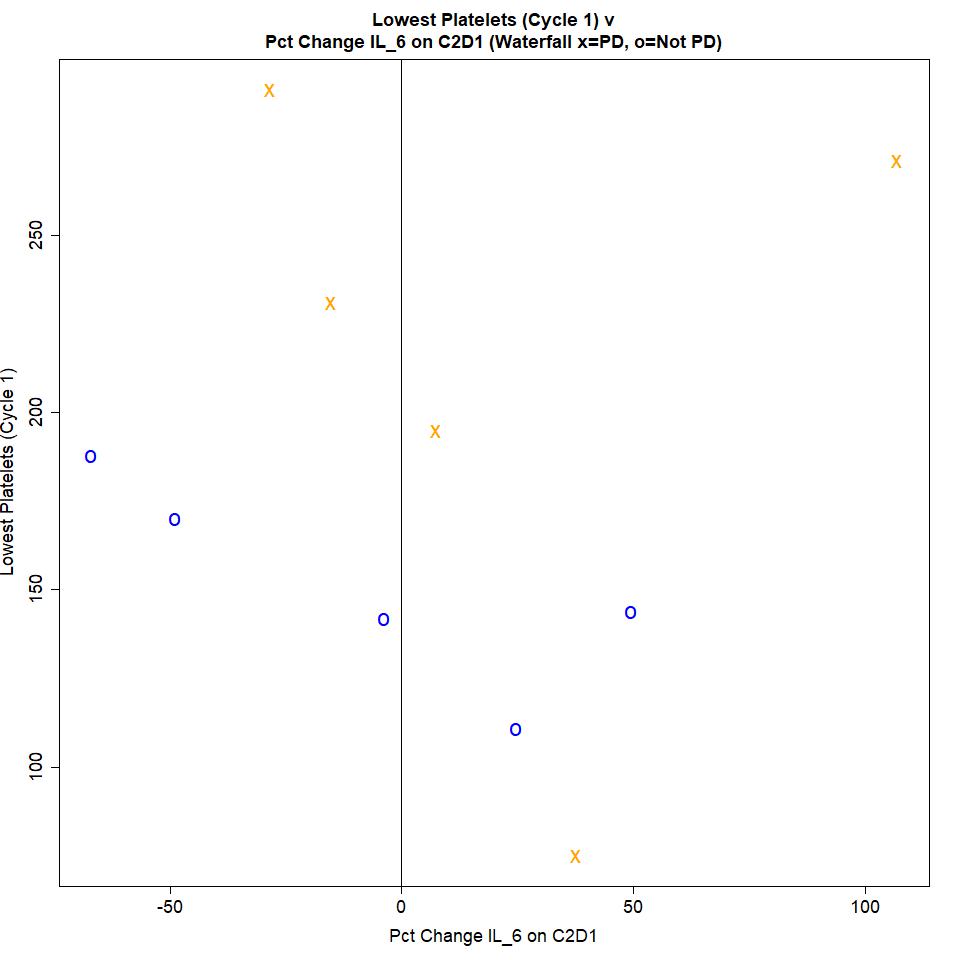 Lowest Platelets (Cycle 1) v
Pct Change IL_6 on C2D1 (Waterfall x=PD, o=Not PD)
Lowest Platelets (Cycle 1)
250
200
150
100
X
X
X
X
X
O
O
O
O
O
-50
0
50
100
Pct Change IL_6 on C2D1